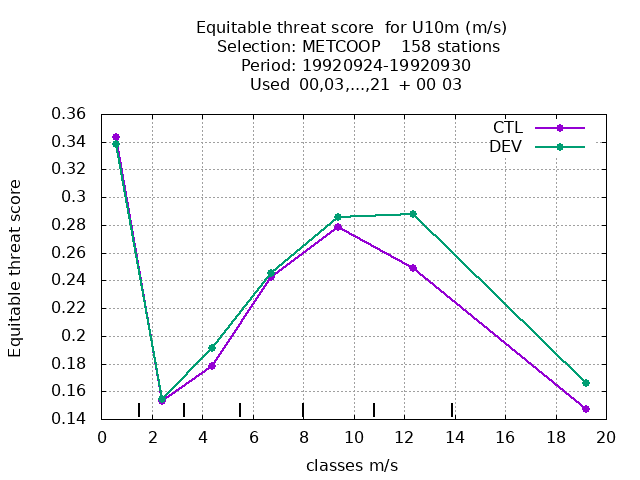 Equitable threat score for U10m (m/s)
Selection: METCOOP 158 stations
Period: 19920924-19920930
Used 00,03,...,21 + 00 03
CTL
DEV
Equitable threat score
0.36
0.34
0.32
0.3
0.28
0.26
0.24
0.22
0.2
0.18
0.16
0.14
0 2 4 6 8 10 12 14 16 18 20
classes m/s